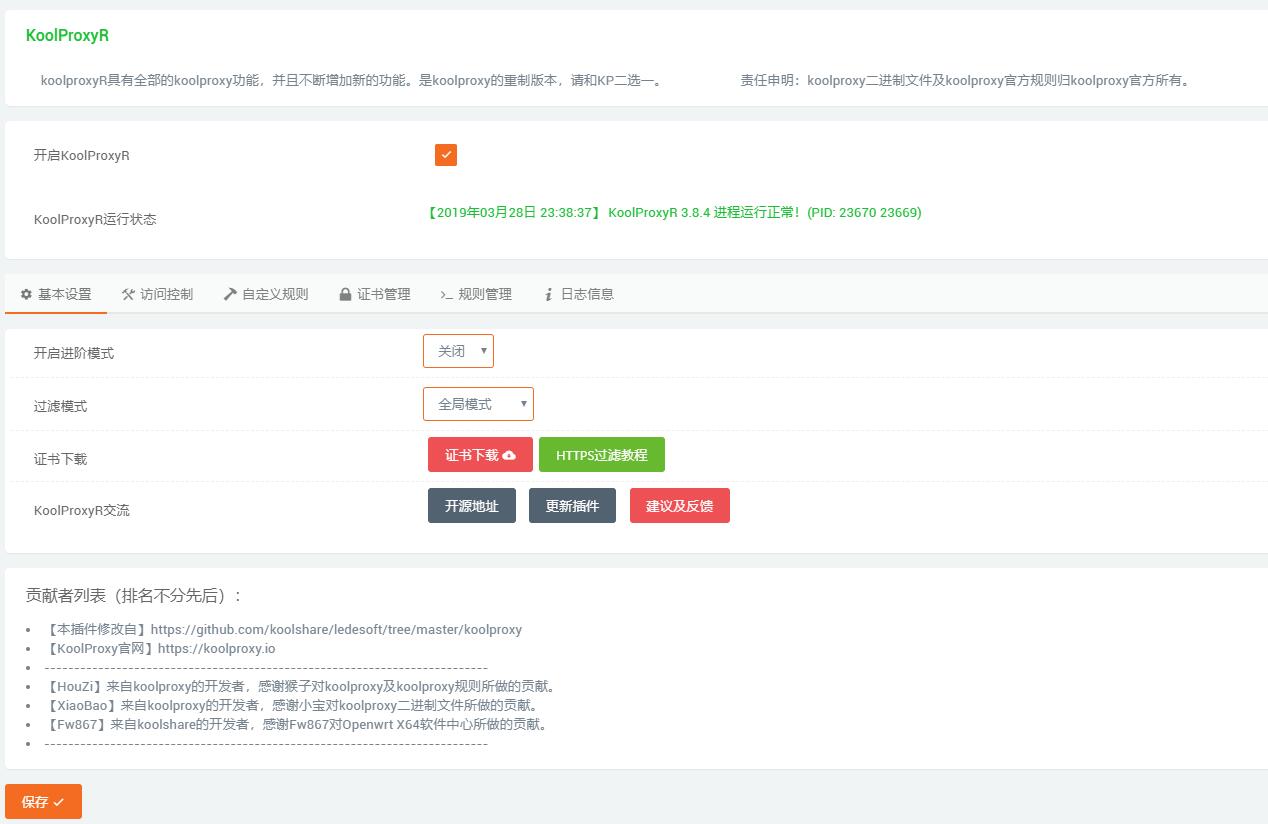 KoolProxyR
koolproxyR具有全部的koolproxy功能，并且不断增加新的功能。是koolproxy的重制版本，请和KP二选一。 责任申明：koolproxy二进制文件及koolproxy官方规则归koolproxy官方所有。
开启KoolProxyR
KoolProxyR运行状态 【2019年03月28日 23:38:37】 KoolProxyR 3.8.4 进程运行正常！(PID: 23670 23669)
基本设置 访问控制 自定义规则 证书管理 规则管理 日志信息
开启进阶模式 关闭
过滤模式 全局模式
证书下载 证书下载 HTTPS过滤教程
KoolProxyR交流 开源地址 更新插件 建议及反馈
贡献者列表（排名不分先后）：
【本插件修改自】https://github.com/koolshare/ledesoft/tree/master/koolproxy
【KoolProxy官网】https://koolproxy.io
--------------------------------------------------------------------------
【HouZi】来自koolproxy的开发者，感谢猴子对koolproxy及koolproxy规则所做的贡献。
【XiaoBao】来自koolproxy的开发者，感谢小宝对koolproxy二进制文件所做的贡献。
【Fw867】来自koolshare的开发者，感谢Fw867对Openwrt X64软件中心所做的贡献。
--------------------------------------------------------------------------
保存